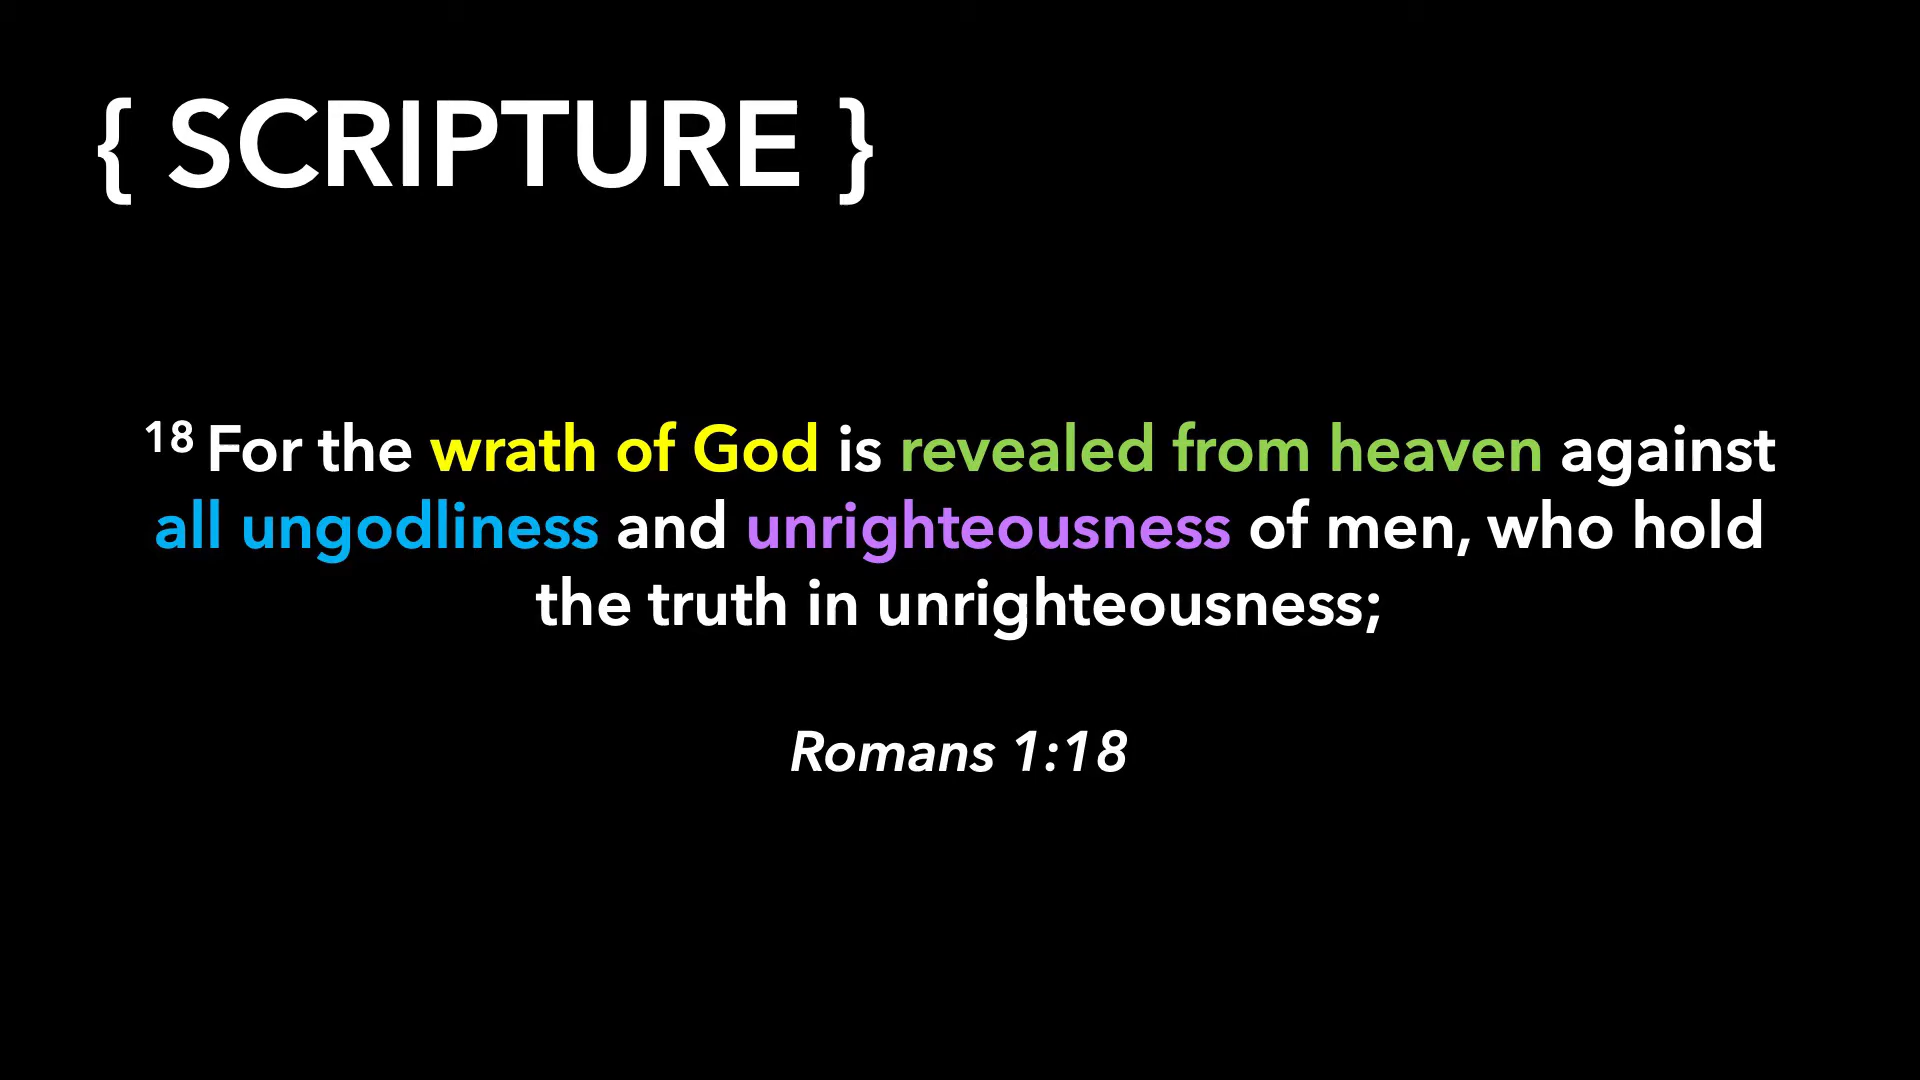 { SCRIPTURE }
18 For the wrath of God is revealed from heaven against
all ungodliness and unrighteousness of men, who hold
the truth in unrighteousness;
Romans 1:18